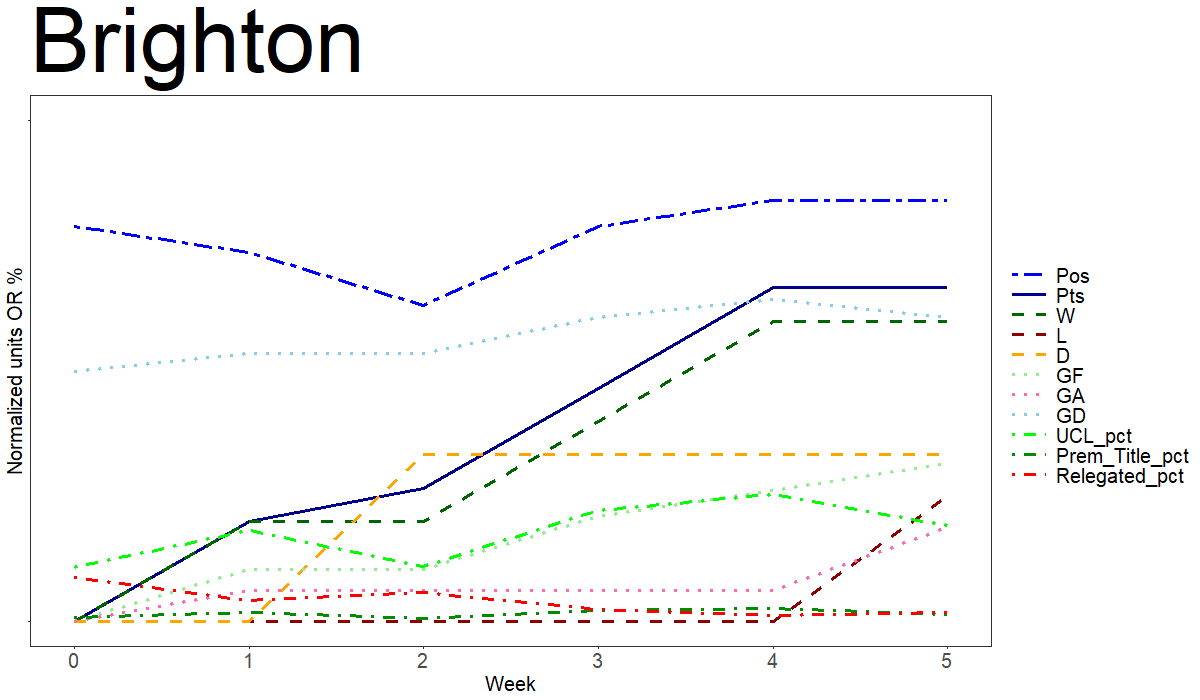 Brighton
Normalized units OR %
0 1 2 3 4 5
Week
Pos
Pts
W
L
D
GF
GA
GD
UCL_pct
Prem_Title_pct
Relegated_pct